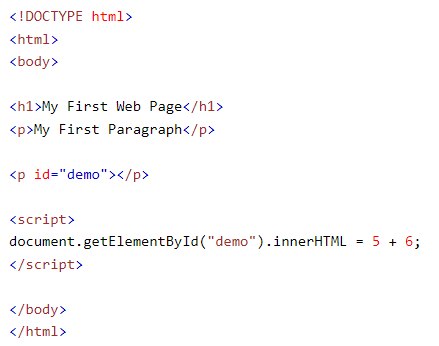 <!DOCTYPE html>
<html>
<body>
<h1>My First Web Page</h1>
<p>My First Paragraph</p>
<p id="demo"></p>
<script>
document.getElementById("demo").innerHTML = 5 + 6;
</script>
</body>
</html>